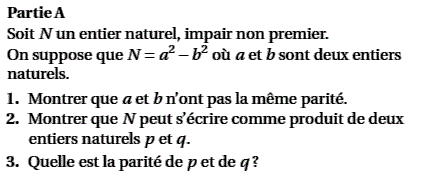 Partie A
Soit N un entier naturel, impair non premier.
On suppose que N = a² − b² où a et b sont deux entiers
naturels.
1. Montrer que a et b n'ont pas la même parité.
2. Montrer que N peut s'écrire comme produit de deux
entiers naturels p et q.
3. Quelle est la parité de p et de q ?